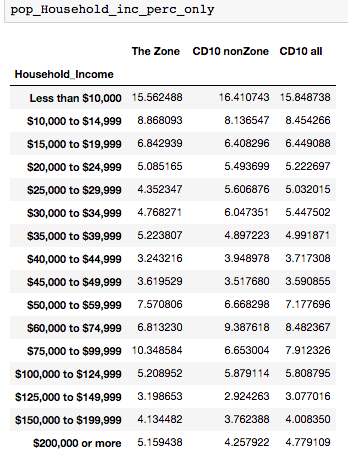 pop_Household_inc_perc_only
The Zone CD10 nonZone CD10 all
Household_Income
Less than $10,000 15.562488 16.410743 15.848738
$10,000 to $14,999 8.868093 8.136547 8.454266
$15,000 to $19,999 6.842939 6.408296 6.449088
$20,000 to $24,999 5.085165 5.493699 5.222697
$25,000 to $29,999 4.352347 5.606876 5.032015
$30,000 to $34,999 4.768271 6.047351 5.447502
$35,000 to $39,999 5.223807 4.897223 4.991871
$40,000 to $44,999 3.243216 3.948978 3.717308
$45,000 to $49,999 3.619529 3.517680 3.590855
$50,000 to $59,999 7.570806 6.668298 7.177696
$60,000 to $74,999 6.813230 9.387618 8.482367
$75,000 to $99,999 10.348584 6.653004 7.912326
$100,000 to $124,999 5.208952 5.879114 5.808795
$125,000 to $149,999 3.198653 2.924263 3.077016
$150,000 to $199,999 4.134482 3.762388 4.008350
$200,000 or more 5.159438 4.257922 4.779109